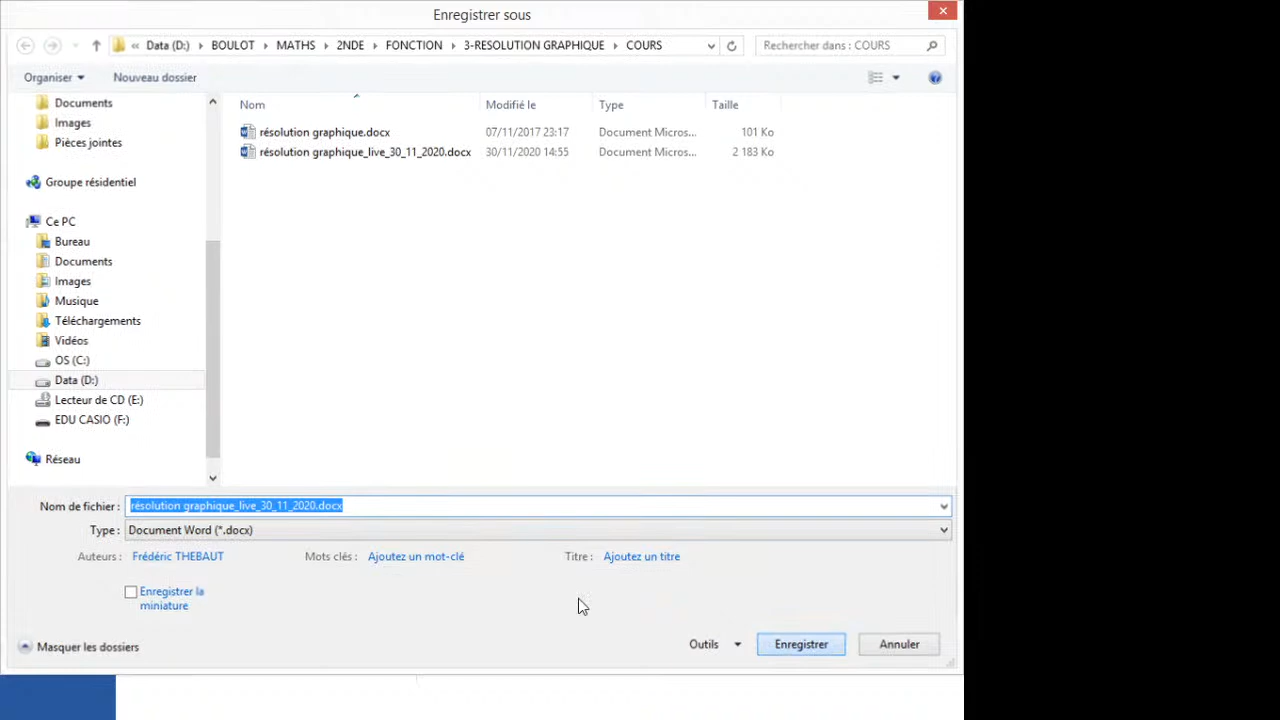 Enregistrer sous
« Data (D:) BOULOT MATHS 2NDE FONCTION 3-RESOLUTION GRAPHIQUE COURS
Rechercher dans : COURS
Organiser Nouveau dossier
Documents
Images
Pièces jointes
Groupe résidentiel
Ce PC
Bureau
Documents
Images
Musique
Téléchargements
Vidéos
OS (C:)
Data (D:)
Lecteur de CD (E:)
EDU CASIO (F:)
Réseau
Nom Modifié le Type Taille
résolution graphique.docx 07/11/2017 23:17 Document Micros... 101 Ko
résolution graphique_live_30_11_2020.docx 30/11/2020 14:55 Document Micros... 2 183 Ko
Nom de fichier : résolution graphique_live_30_11_2020.docx
Type : Document Word (*.docx)
Auteurs : Frédéric THEBAUT Mots clés : Ajoutez un mot-clé Titre : Ajoutez un titre
Enregistrer la
miniature
Masquer les dossiers Outils Enregistrer Annuler